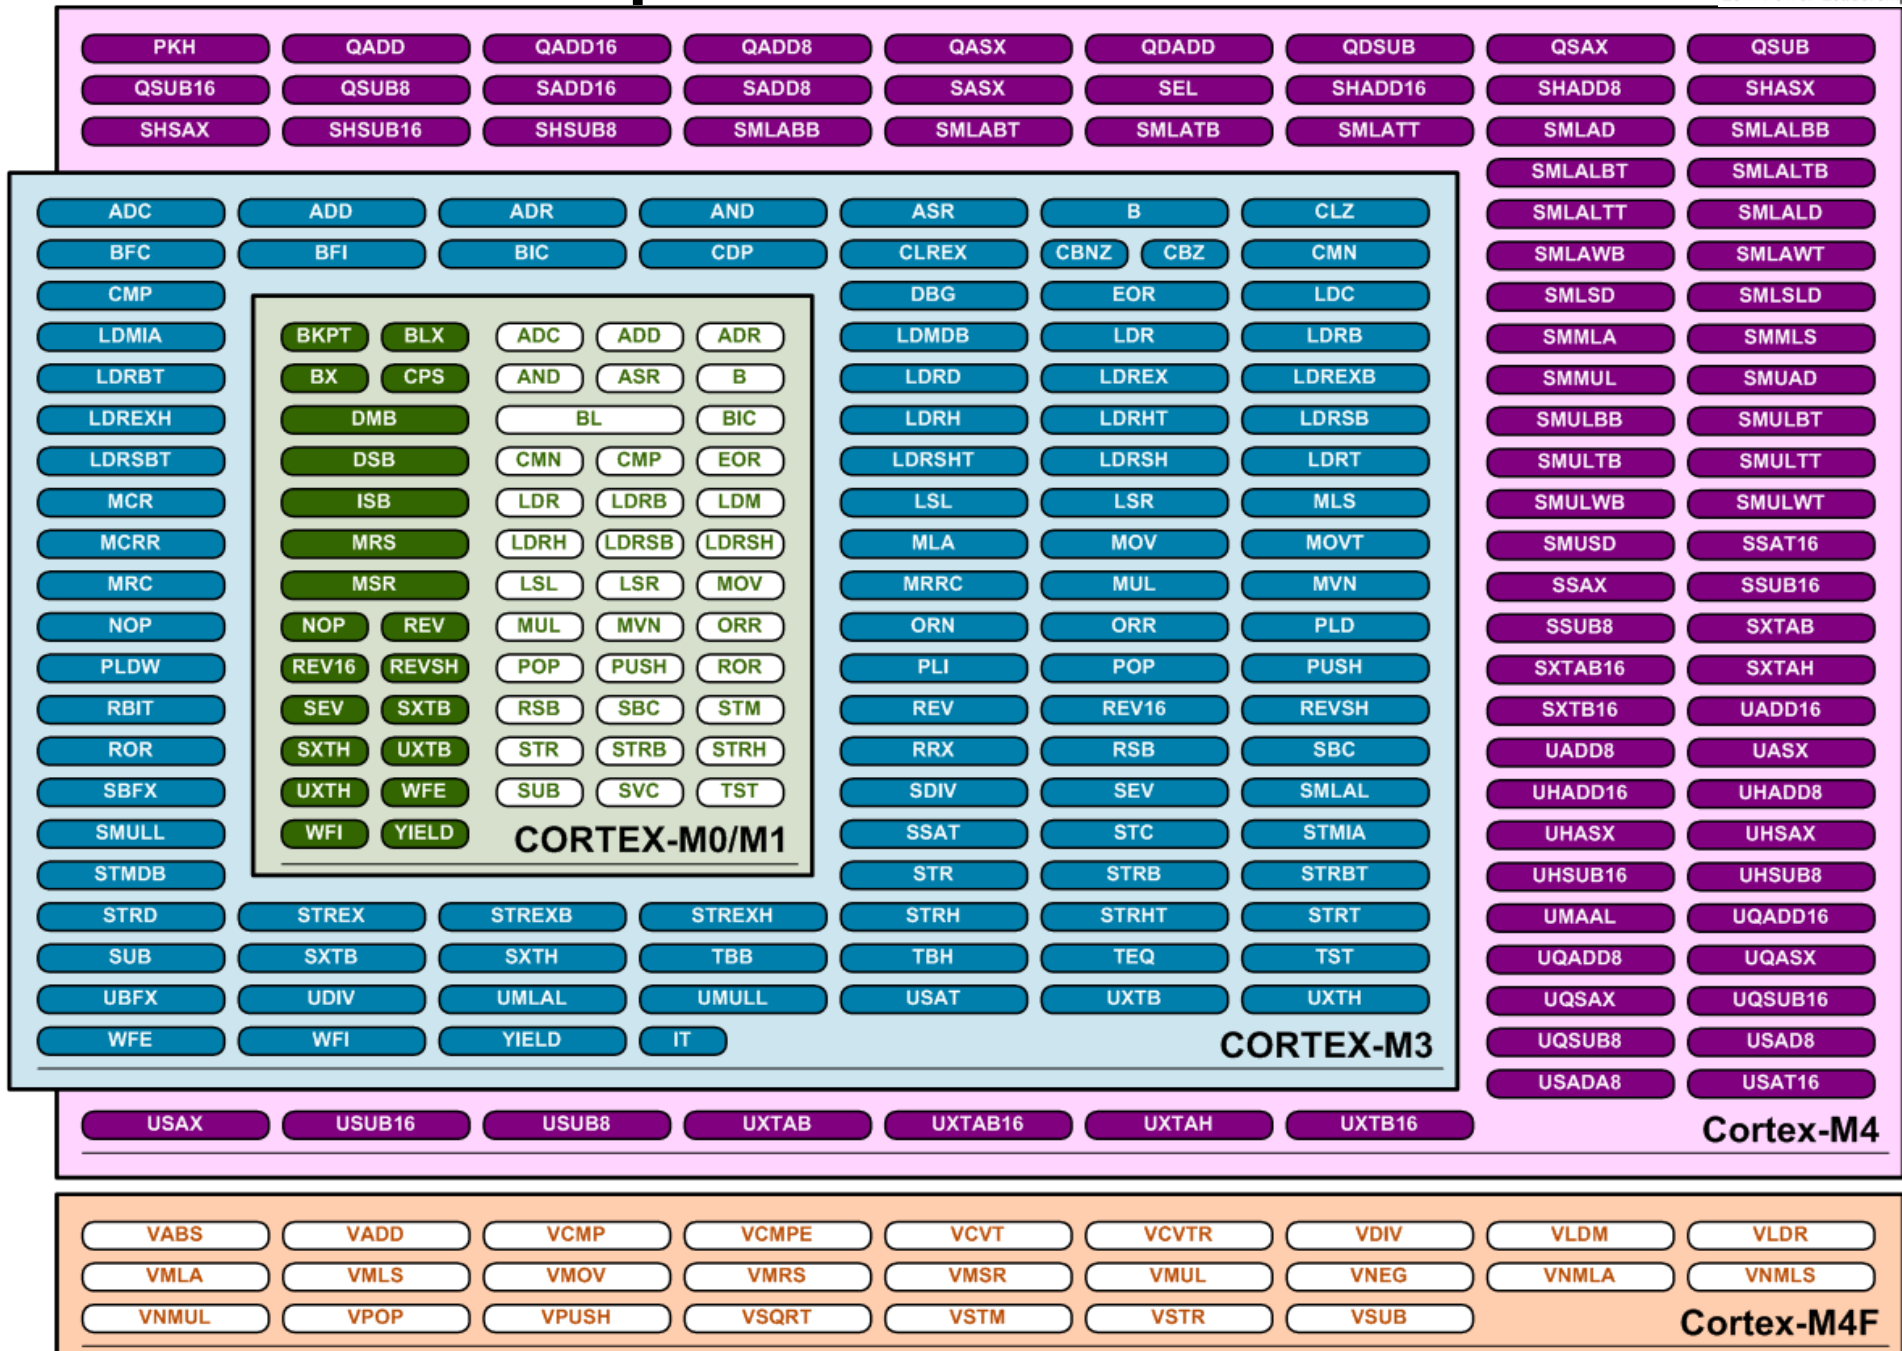 PKH QADD QADD16 QADD8 QASX QDADD QDSUB QSAX QSUB
QSUB16 QSUB8 SADD16 SADD8 SASX SEL SHADD16 SHADD8 SHASX
SHSAX SHSUB16 SHSUB8 SMLABB SMLABT SMLATB SMLATT SMLAD SMLALBB
SMLALBT SMLALTB
ADC ADD ADR AND ASR B CLZ SMLALTT SMLALD
BFC BFI BIC CDP CLREX CBNZ CBZ CMN SMLAWB SMLAWT
CMP DBG EOR LDC SMLSD SMLSLD
LDMIA BKPT BLX ADC ADD ADR LDMDB LDR LDRB SMMLA SMMLS
LDRBT BX CPS AND ASR B LDRD LDREX LDREXB SMMUL SMUAD
LDREXH DMB BL BIC LDRH LDRHT LDRSB SMULBB SMULBT
LDRSBT DSB CMN CMP EOR LDRSHT LDRSH LDRT SMULTB SMULTT
MCR ISB LDR LDRB LDM LSL LSR MLS SMULWB SMULWT
MCRR MRS LDRH LDRSB LDRSH MLA MOV MOVT SMUSD SSAT16
MRC MSR LSL LSR MOV MRRC MUL MVN SSAX SSUB16
NOP NOP REV MUL MVN ORR ORN ORR PLD SSUB8 SXTAB
PLDW REV16 REVSH POP PUSH ROR PLI POP PUSH SXTAB16 SXTAH
RBIT SEV SXTB RSB SBC STM REV REV16 REVSH SXTB16 UADD16
ROR SXTH UXTB STR STRB STRH RRX RSB SBC UADD8 UASX
SBFX UXTH WFE SUB SVC TST SDIV SEV SMLAL UHADD16 UHADD8
SMULL WFI YIELD CORTEX-M0/M1 SSAT STC STMIA UHASX UHSAX
STMDB STR STRB STRBT UHSUB16 UHSUB8
STRD STREX STREXB STREXH STRH STRHT STRT UMAAL UQADD16
SUB SXTB SXTH TBB TBH TEQ TST UQADD8 UQASX
UBFX UDIV UMLAL UMULL USAT UXTB UXTH UQSAX UQSUB16
WFE WFI YIELD IT CORTEX-M3 UQSUB8 USAD8
USADA8 USAT16
USAX USUB16 USUB8 UXTAB UXTAB16 UXTAH UXTB16 Cortex-M4
VABS VADD VCMP VCMPE VCVT VCVTR VDIV VLDM VLDR
VMLA VMLS VMOV VMRS VMSR VMUL VNEG VNMLA VNMLS
VNMUL VPOP VPUSH VSQRT VSTM VSTR VSUB Cortex-M4F